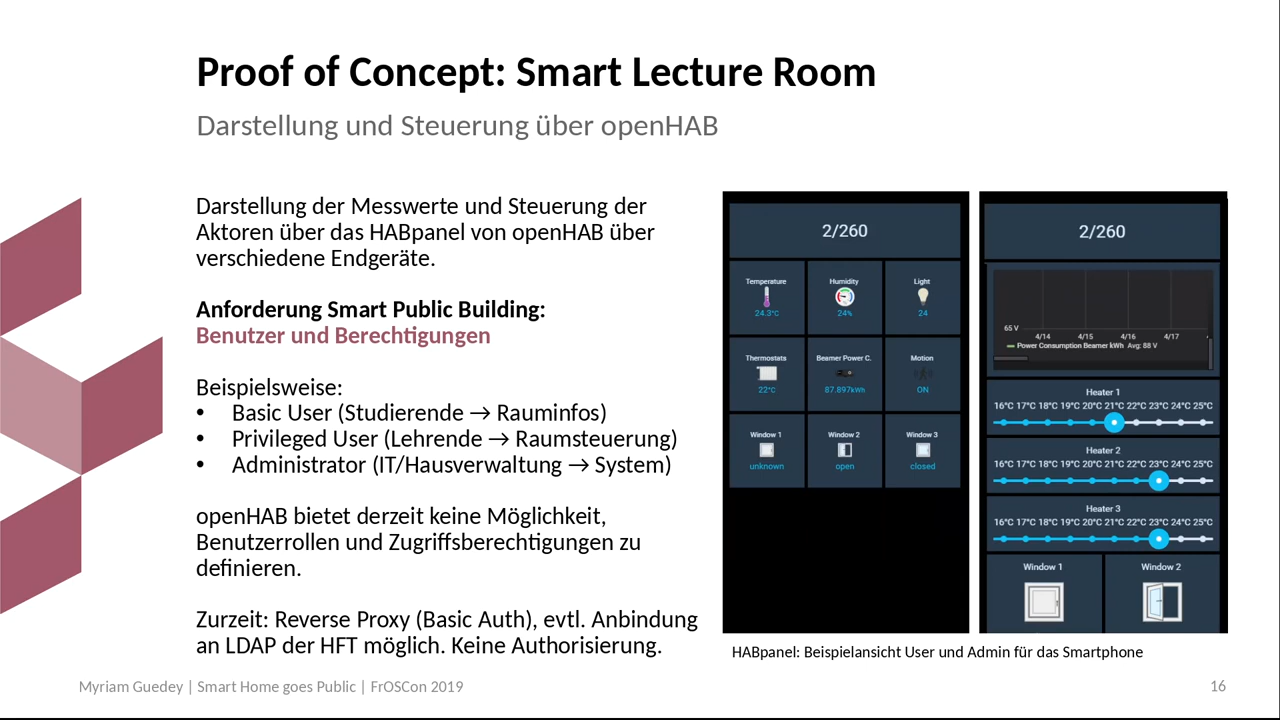 Proof of Concept: Smart Lecture Room
Darstellung und Steuerung über openHAB
Darstellung der Messwerte und Steuerung der
Aktoren über das HABpanel von openHAB über
verschiedene Endgeräte.
Anforderung Smart Public Building:
Benutzer und Berechtigungen
Beispielsweise:
• Basic User (Studierende → Rauminfos)
• Privileged User (Lehrende → Raumsteuerung)
• Administrator (IT/Hausverwaltung → System)
openHAB bietet derzeit keine Möglichkeit,
Benutzerrollen und Zugriffsberechtigungen zu
definieren.
Zurzeit: Reverse Proxy (Basic Auth), evtl. Anbindung
an LDAP der HFT möglich. Keine Authorisierung.
2/260
Temperature Humidity Light
24.3°C 24% 24
Thermostats Beamer Power C. Motion
22°C 87.897kWh ON
Window 1 Window 2 Window 3
unknown open closed
2/260
65 V
4/14 4/15 4/16 4/17
Power Consumption Beamer kWh Avg: 88 V
Heater 1
16°C 17°C 18°C 19°C 20°C 21°C 22°C 23°C 24°C 25°C
Heater 2
16°C 17°C 18°C 19°C 20°C 21°C 22°C 23°C 24°C 25°C
Heater 3
16°C 17°C 18°C 19°C 20°C 21°C 22°C 23°C 24°C 25°C
Window 1 Window 2
HABpanel: Beispielansicht User und Admin für das Smartphone
Myriam Guedey | Smart Home goes Public | FrOSCon 2019
16